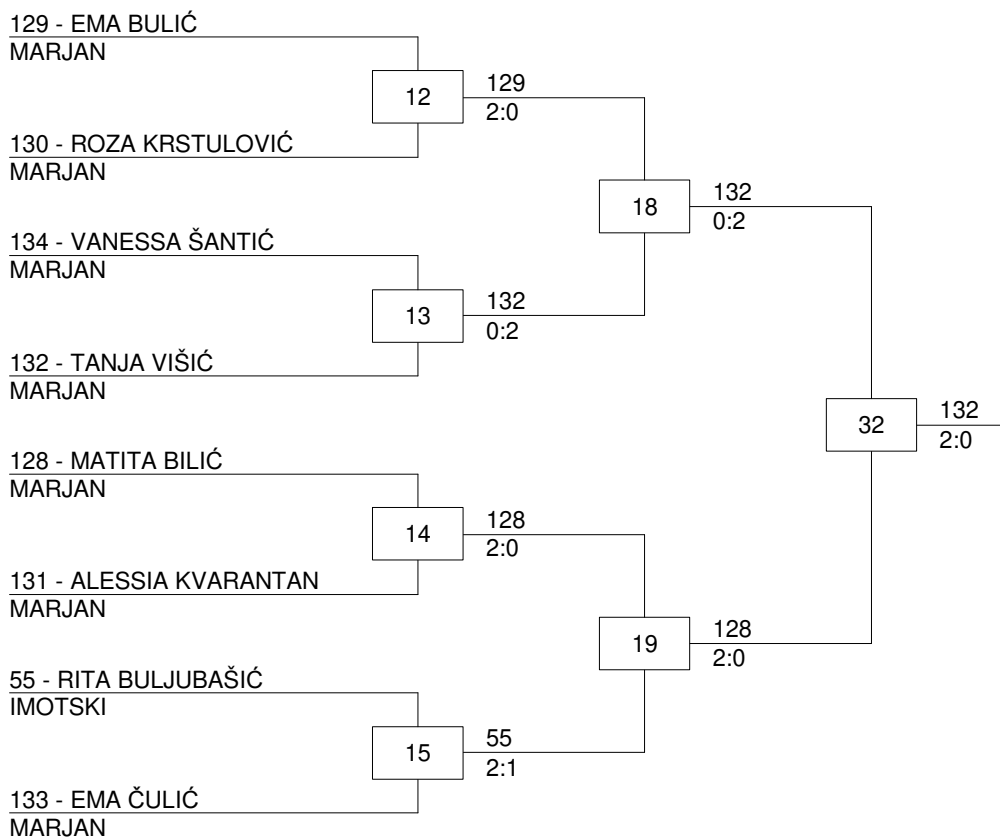 129 - EMA BULIĆ
MARJAN
12
129
2:0
130 - ROZA KRSTULOVIĆ
MARJAN
18
132
0:2
134 - VANESSA ŠANTIĆ
MARJAN
13
132
0:2
132 - TANJA VIŠIĆ
MARJAN
32
132
2:0
128 - MATITA BILIĆ
MARJAN
14
128
2:0
131 - ALESSIA KVARANTAN
MARJAN
19
128
2:0
55 - RITA BULJUBAŠIĆ
IMOTSKI
15
55
2:1
133 - EMA ČULIĆ
MARJAN